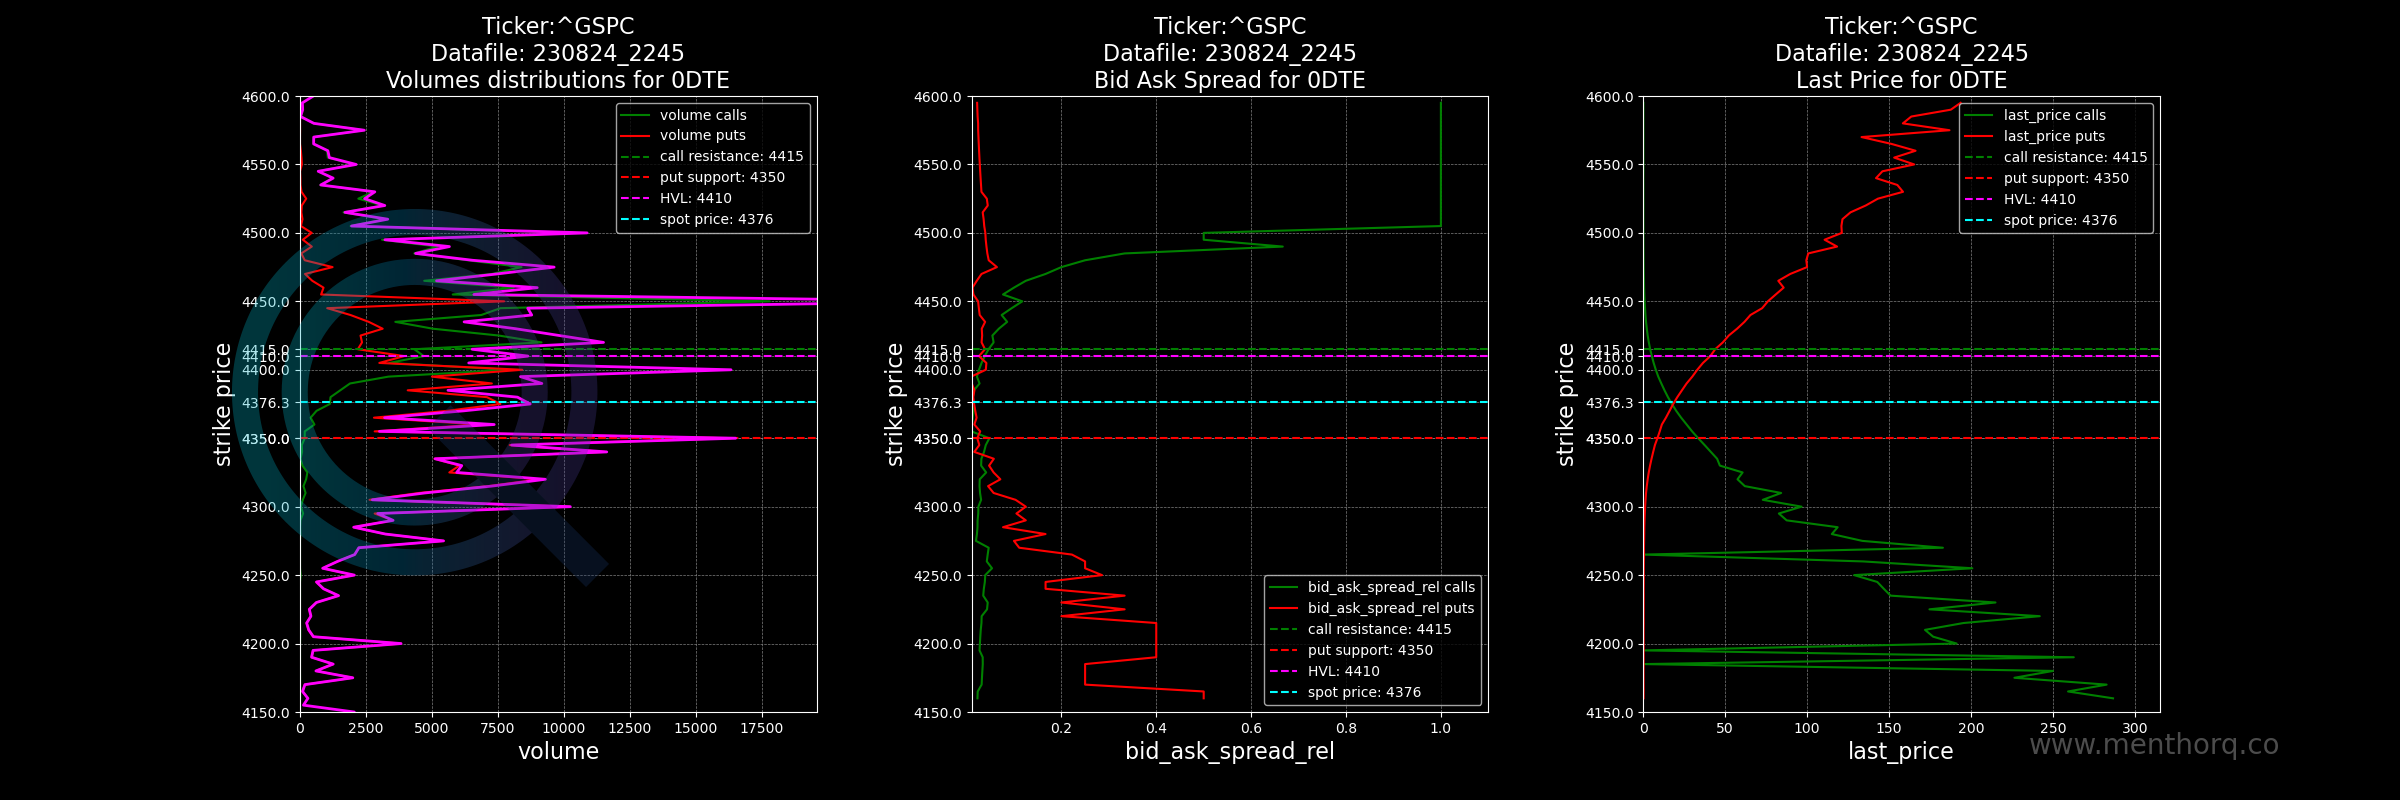 Ticker:^GSPC
Datafile: 230824_2245
Volumes distributions for 0DTE
4600.0
4550.0
4500.0
4450.0
4415.0
4410.0
4400.0
4376.3
4350.0
4300.0
4250.0
4200.0
4150.0
strike price
volume calls
volume puts
call resistance: 4415
put support: 4350
HVL: 4410
spot price: 4376
0 2500 5000 7500 10000 12500 15000 17500
volume
Ticker:^GSPC
Datafile: 230824_2245
Bid Ask Spread for 0DTE
4600.0
4550.0
4500.0
4450.0
4415.0
4410.0
4400.0
4376.3
4350.0
4300.0
4250.0
4200.0
4150.0
strike price
bid_ask_spread_rel calls
bid_ask_spread_rel puts
call resistance: 4415
put support: 4350
HVL: 4410
spot price: 4376
0.2 0.4 0.6 0.8 1.0
bid_ask_spread_rel
Ticker:^GSPC
Datafile: 230824_2245
Last Price for 0DTE
4600.0
4550.0
4500.0
4450.0
4415.0
4410.0
4400.0
4376.3
4350.0
4300.0
4250.0
4200.0
4150.0
strike price
last_price calls
last_price puts
call resistance: 4415
put support: 4350
HVL: 4410
spot price: 4376
0 50 100 150 200 250 300
last_price
www.menthorq.co